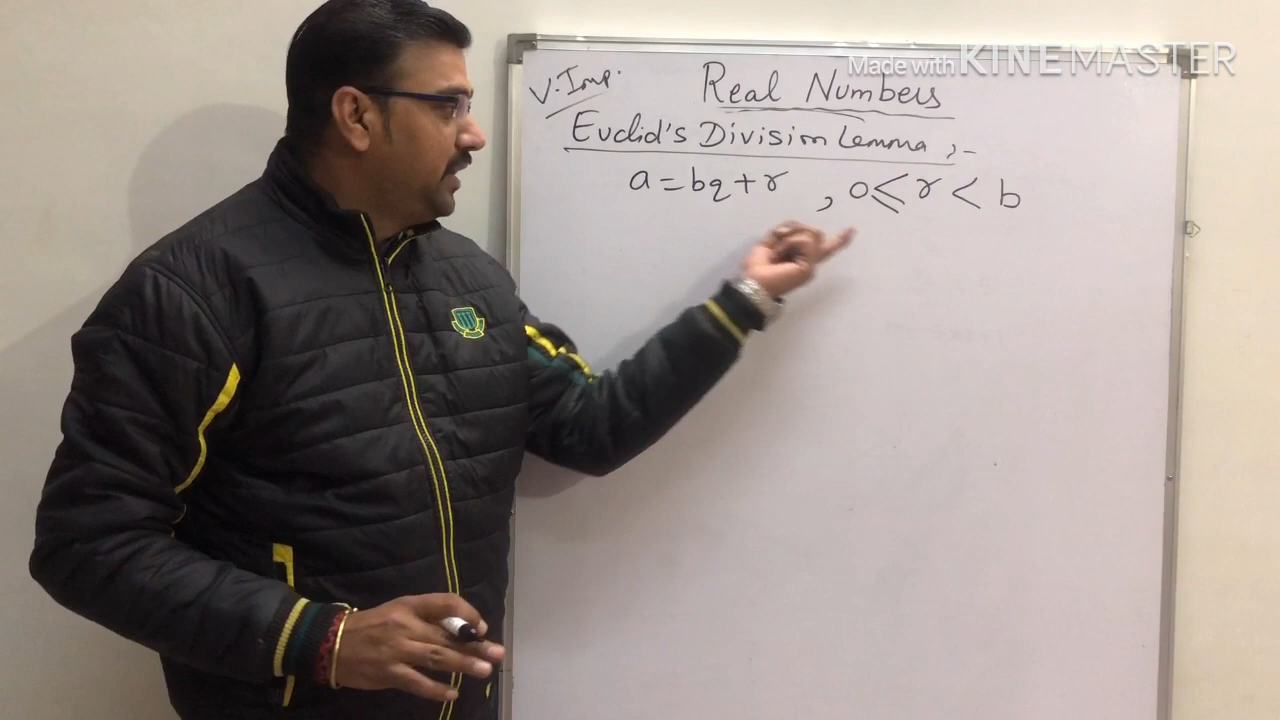 Made with KINEMASTER
V. Imp.
Real Numbers
Euclid's Division Lemma ,-
a = bq + r , 0 ≤ r < b